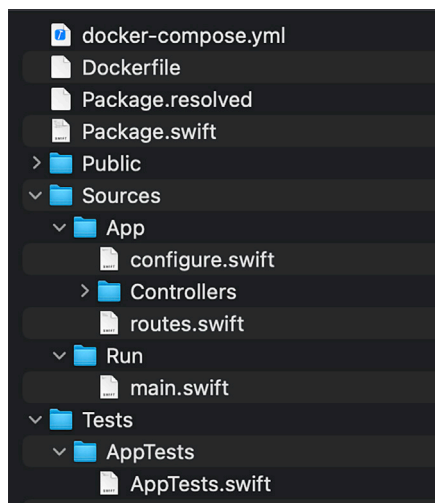 docker-compose.yml
Dockerfile
Package.resolved
Package.swift
Public
Sources
App
configure.swift
Controllers
routes.swift
Run
main.swift
Tests
AppTests
AppTests.swift